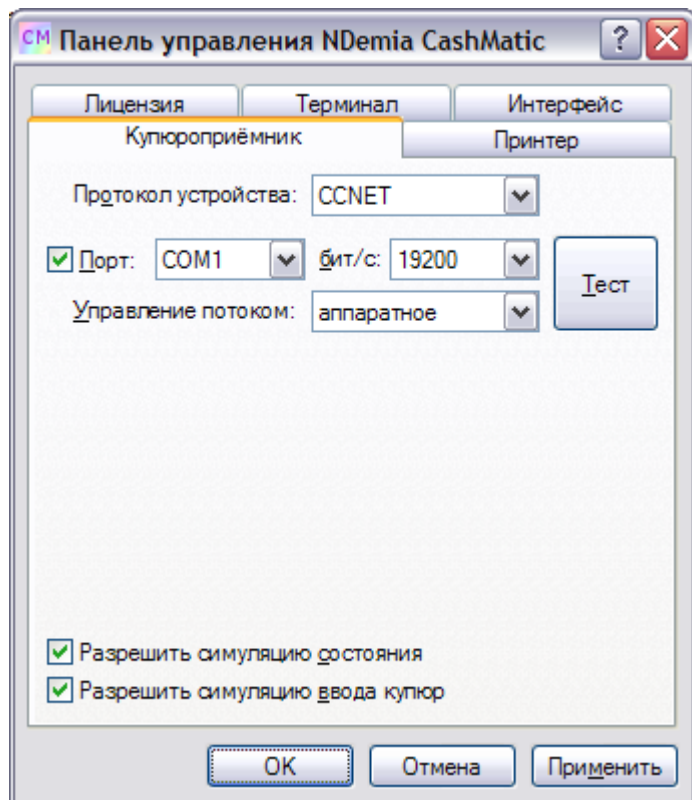 CM Панель управления NDemia CashMatic ?
Лицензия Терминал Интерфейс
Купюроприёмник Принтер
Протокол устройства: CCNET
Порт: COM1 бит/с: 19200
Тест
Управление потоком: аппаратное
Разрешить симуляцию состояния
Разрешить симуляцию ввода купюр
OK Отмена Применить